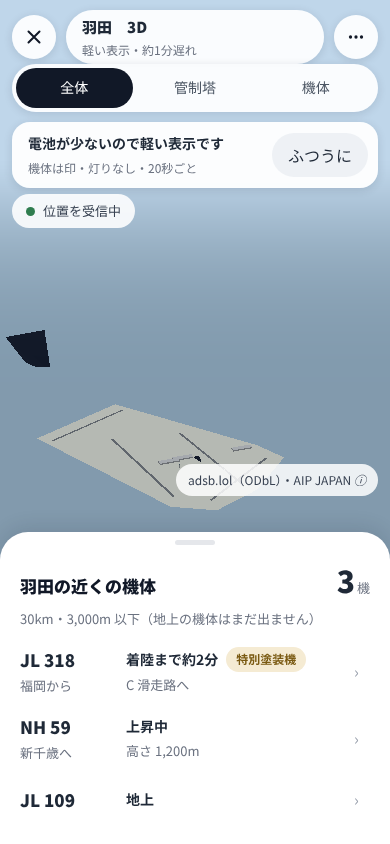 羽田 3D
軽い表示・約1分遅れ
全体
管制塔
機体
電池が少ないので軽い表示です
機体は印・灯りなし・20秒ごと
ふつうに
位置を受信中
adsb.lol（ODbL）・AIP JAPAN ⓘ
羽田の近くの機体
3機
30km・3,000m 以下（地上の機体はまだ出ません）
JL 318
着陸まで約2分 特別塗装機
福岡から
C 滑走路へ
NH 59
上昇中
新千歳へ
高さ 1,200m
JL 109
地上